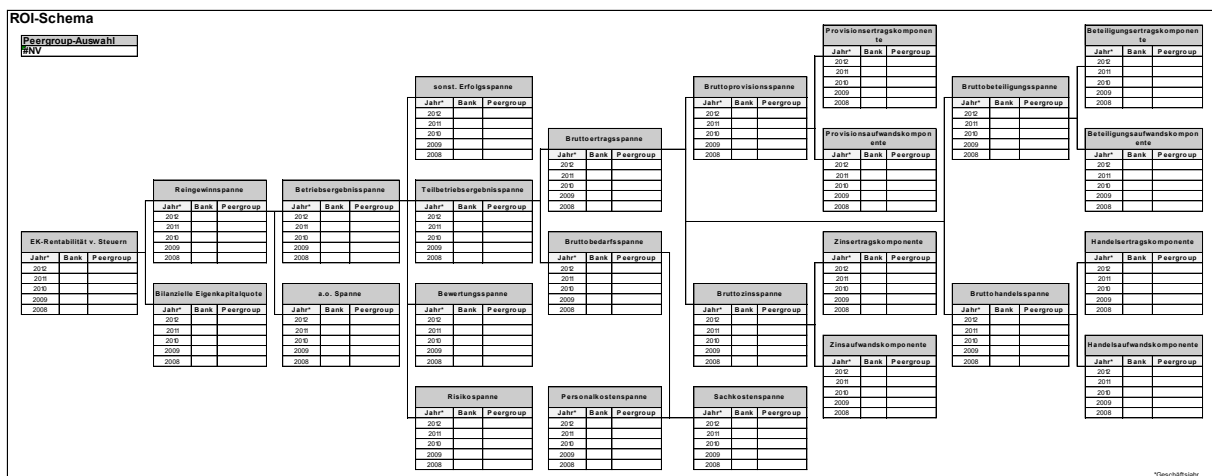 ROI-Schema
Peergroup-Auswahl
#NV
EK-Rentabilität v. Steuern
Jahr* Bank Peergroup
2012
2011
2010
2009
2008
Reingewinnspanne
Jahr* Bank Peergroup
2012
2011
2010
2009
2008
Bilanzielle Eigenkapitalquote
Jahr* Bank Peergroup
2012
2011
2010
2009
2008
Betriebsergebnisspanne
Jahr* Bank Peergroup
2012
2011
2010
2009
2008
a.o. Spanne
Jahr* Bank Peergroup
2012
2011
2010
2009
2008
sonst. Erfolgsspanne
Jahr* Bank Peergroup
2012
2011
2010
2009
2008
Teilbetriebsergebnisspanne
Jahr* Bank Peergroup
2012
2011
2010
2009
2008
Bewertungsspanne
Jahr* Bank Peergroup
2012
2011
2010
2009
2008
Risikospanne
Jahr* Bank Peergroup
2012
2011
2010
2009
2008
Bruttoertragsspanne
Jahr* Bank Peergroup
2012
2011
2010
2009
2008
Bruttobedarfsspanne
Jahr* Bank Peergroup
2012
2011
2010
2009
2008
Personalkostenspanne
Jahr* Bank Peergroup
2012
2011
2010
2009
2008
Bruttoprovisionsspanne
Jahr* Bank Peergroup
2012
2011
2010
2009
2008
Bruttozinsspanne
Jahr* Bank Peergroup
2012
2011
2010
2009
2008
Sachkostenspanne
Jahr* Bank Peergroup
2012
2011
2010
2009
2008
Provisionsertragskomponen
te
Jahr* Bank Peergroup
2012
2011
2010
2009
2008
Provisionsaufwandskompon
ente
Jahr* Bank Peergroup
2012
2011
2010
2009
2008
Zinsertragskomponente
Jahr* Bank Peergroup
2012
2011
2010
2009
2008
Zinsaufwandskomponente
Jahr* Bank Peergroup
2012
2011
2010
2009
2008
Bruttobeteiligungsspanne
Jahr* Bank Peergroup
2012
2011
2010
2009
2008
Bruttohandelsspanne
Jahr* Bank Peergroup
2012
2011
2010
2009
2008
Beteiligungsertragskompone
nte
Jahr* Bank Peergroup
2012
2011
2010
2009
2008
Beteiligungsaufwandskompon
ente
Jahr* Bank Peergroup
2012
2011
2010
2009
2008
Handelsertragskomponente
Jahr* Bank Peergroup
2012
2011
2010
2009
2008
Handelsaufwandskomponente
Jahr* Bank Peergroup
2012
2011
2010
2009
2008
*Geschäftsjahr